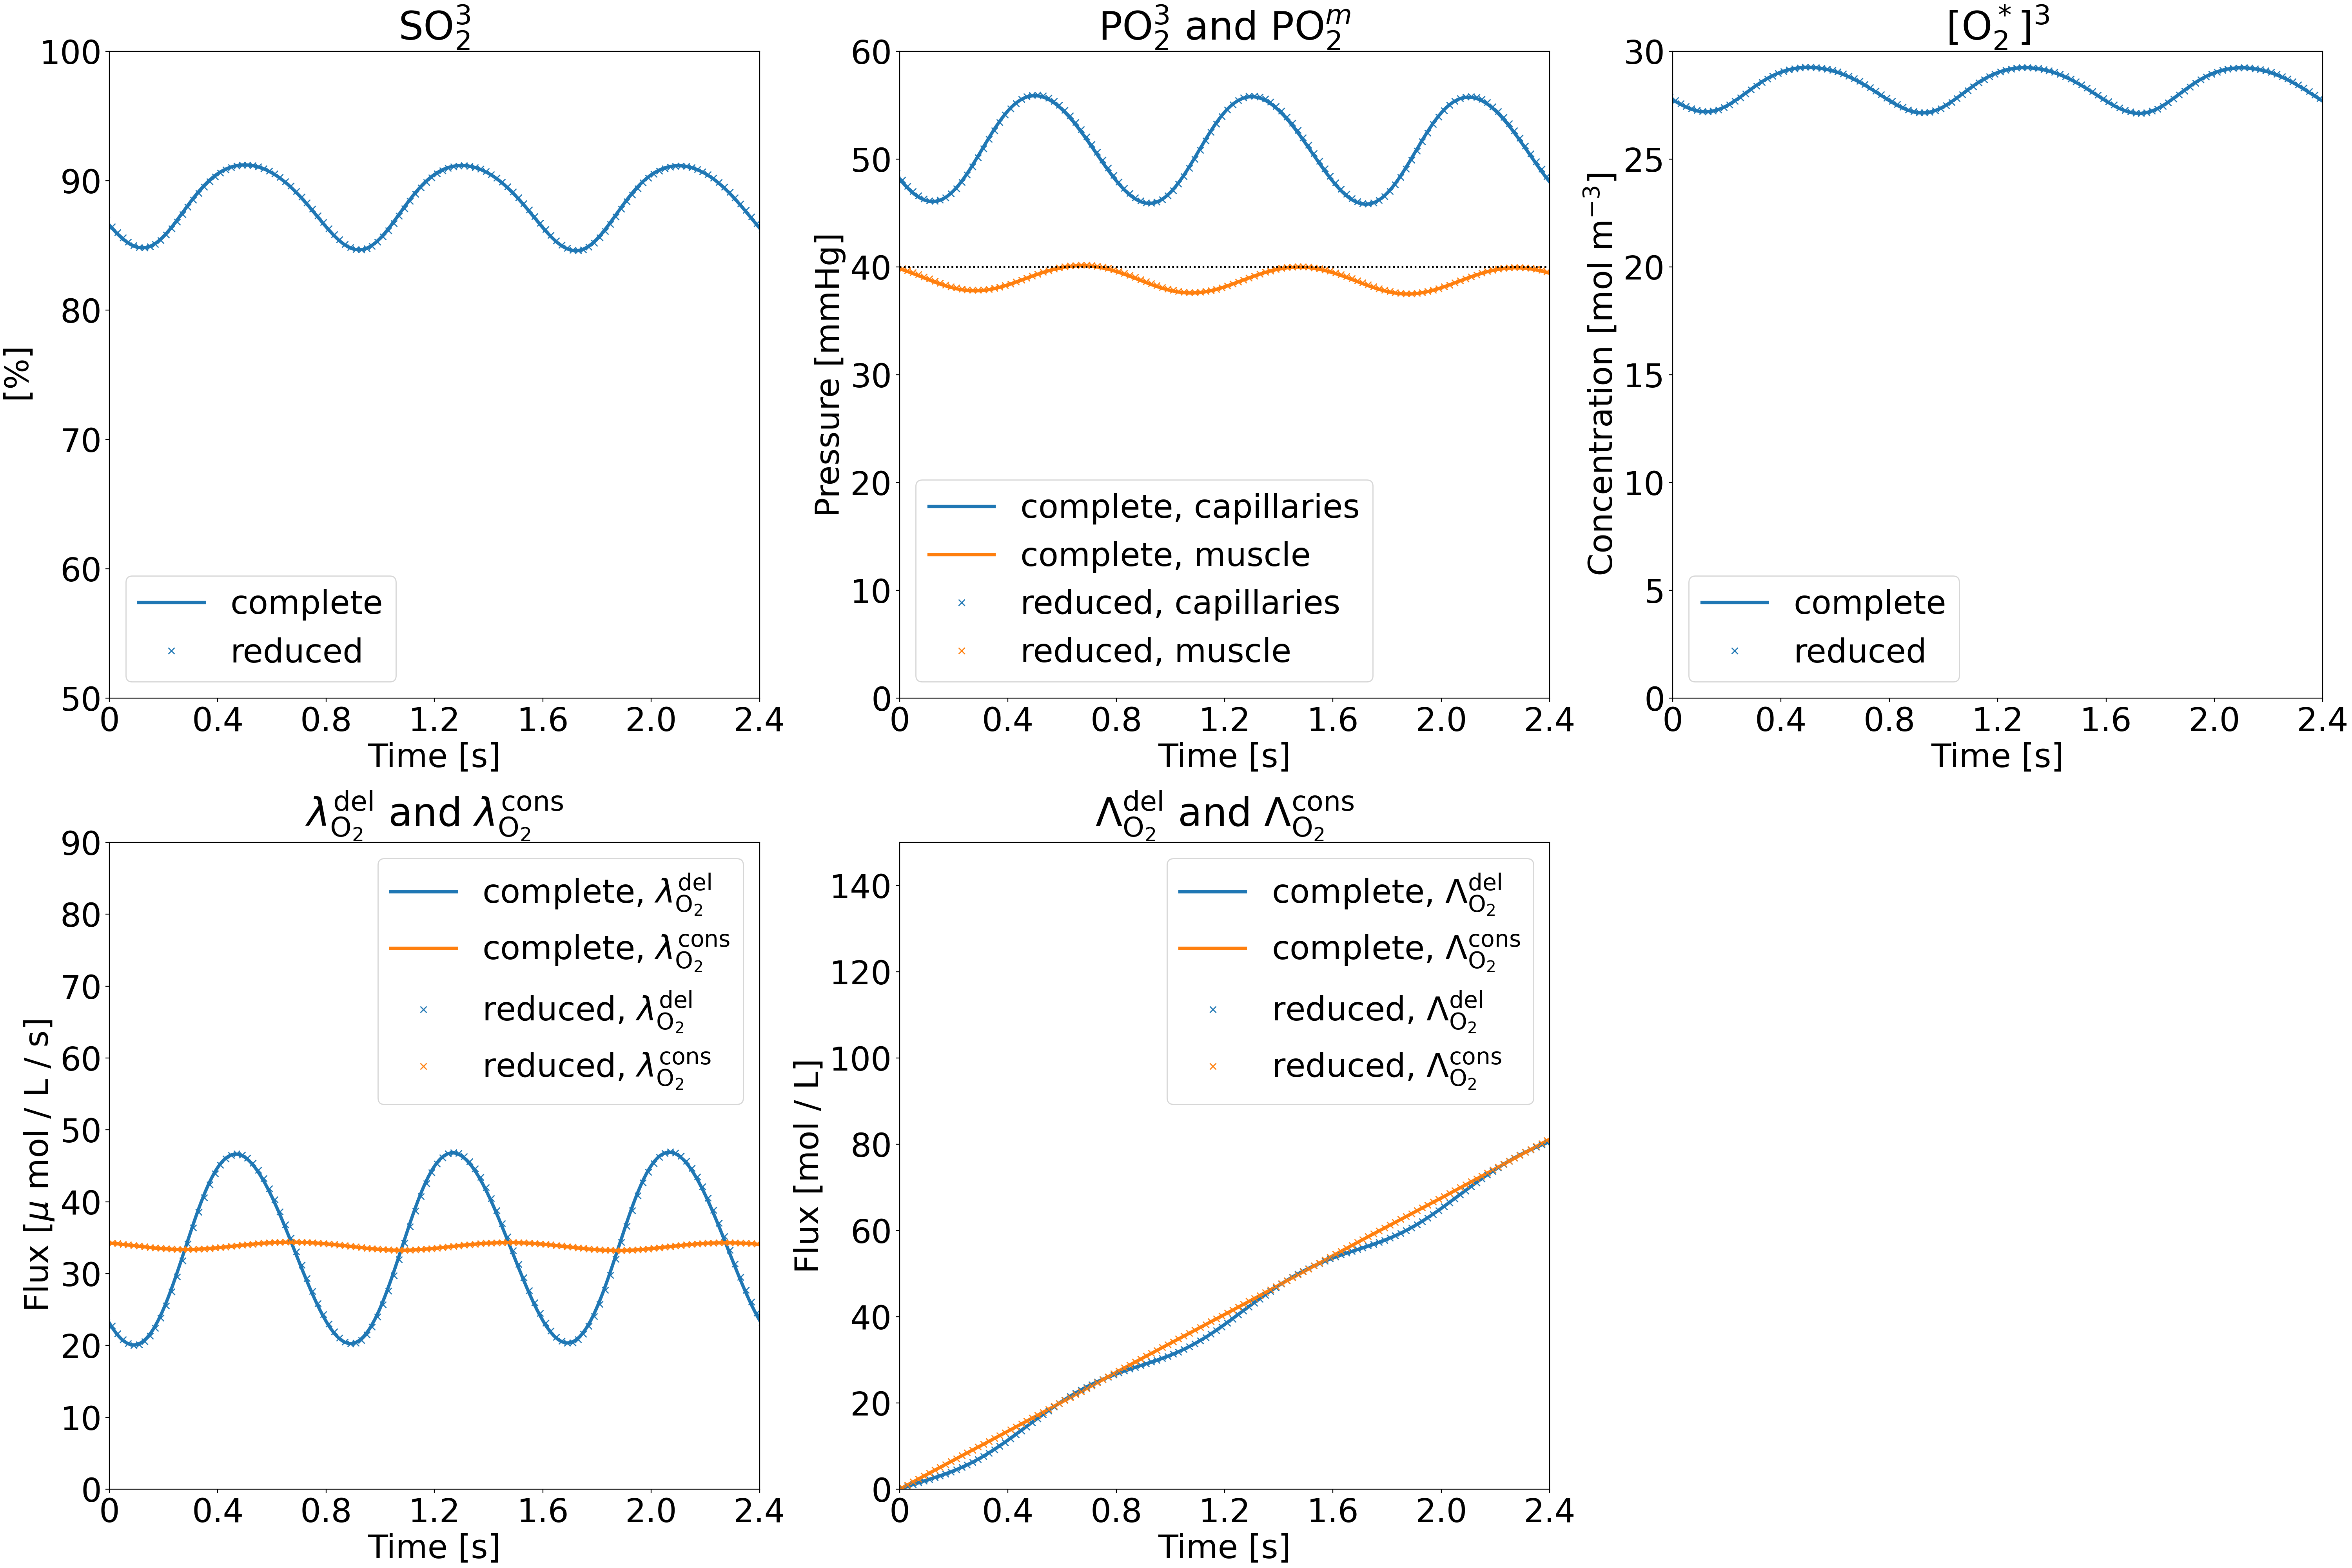 SO₂³
100
90
80
70
60
50
[%]
complete
reduced
0 0.4 0.8 1.2 1.6 2.0 2.4
Time [s]
PO₂³ and PO₂ᵐ
60
50
40
30
20
10
0
Pressure [mmHg]
complete, capillaries
complete, muscle
reduced, capillaries
reduced, muscle
0 0.4 0.8 1.2 1.6 2.0 2.4
Time [s]
[O₂*]³
30
25
20
15
10
5
0
Concentration [mol m⁻³]
complete
reduced
0 0.4 0.8 1.2 1.6 2.0 2.4
Time [s]
λ_O₂^del and λ_O₂^cons
90
80
70
60
50
40
30
20
10
0
Flux [μ mol / L / s]
complete, λ_O₂^del
complete, λ_O₂^cons
reduced, λ_O₂^del
reduced, λ_O₂^cons
0 0.4 0.8 1.2 1.6 2.0 2.4
Time [s]
Λ_O₂^del and Λ_O₂^cons
140
120
100
80
60
40
20
0
Flux [mol / L]
complete, Λ_O₂^del
complete, Λ_O₂^cons
reduced, Λ_O₂^del
reduced, Λ_O₂^cons
0 0.4 0.8 1.2 1.6 2.0 2.4
Time [s]